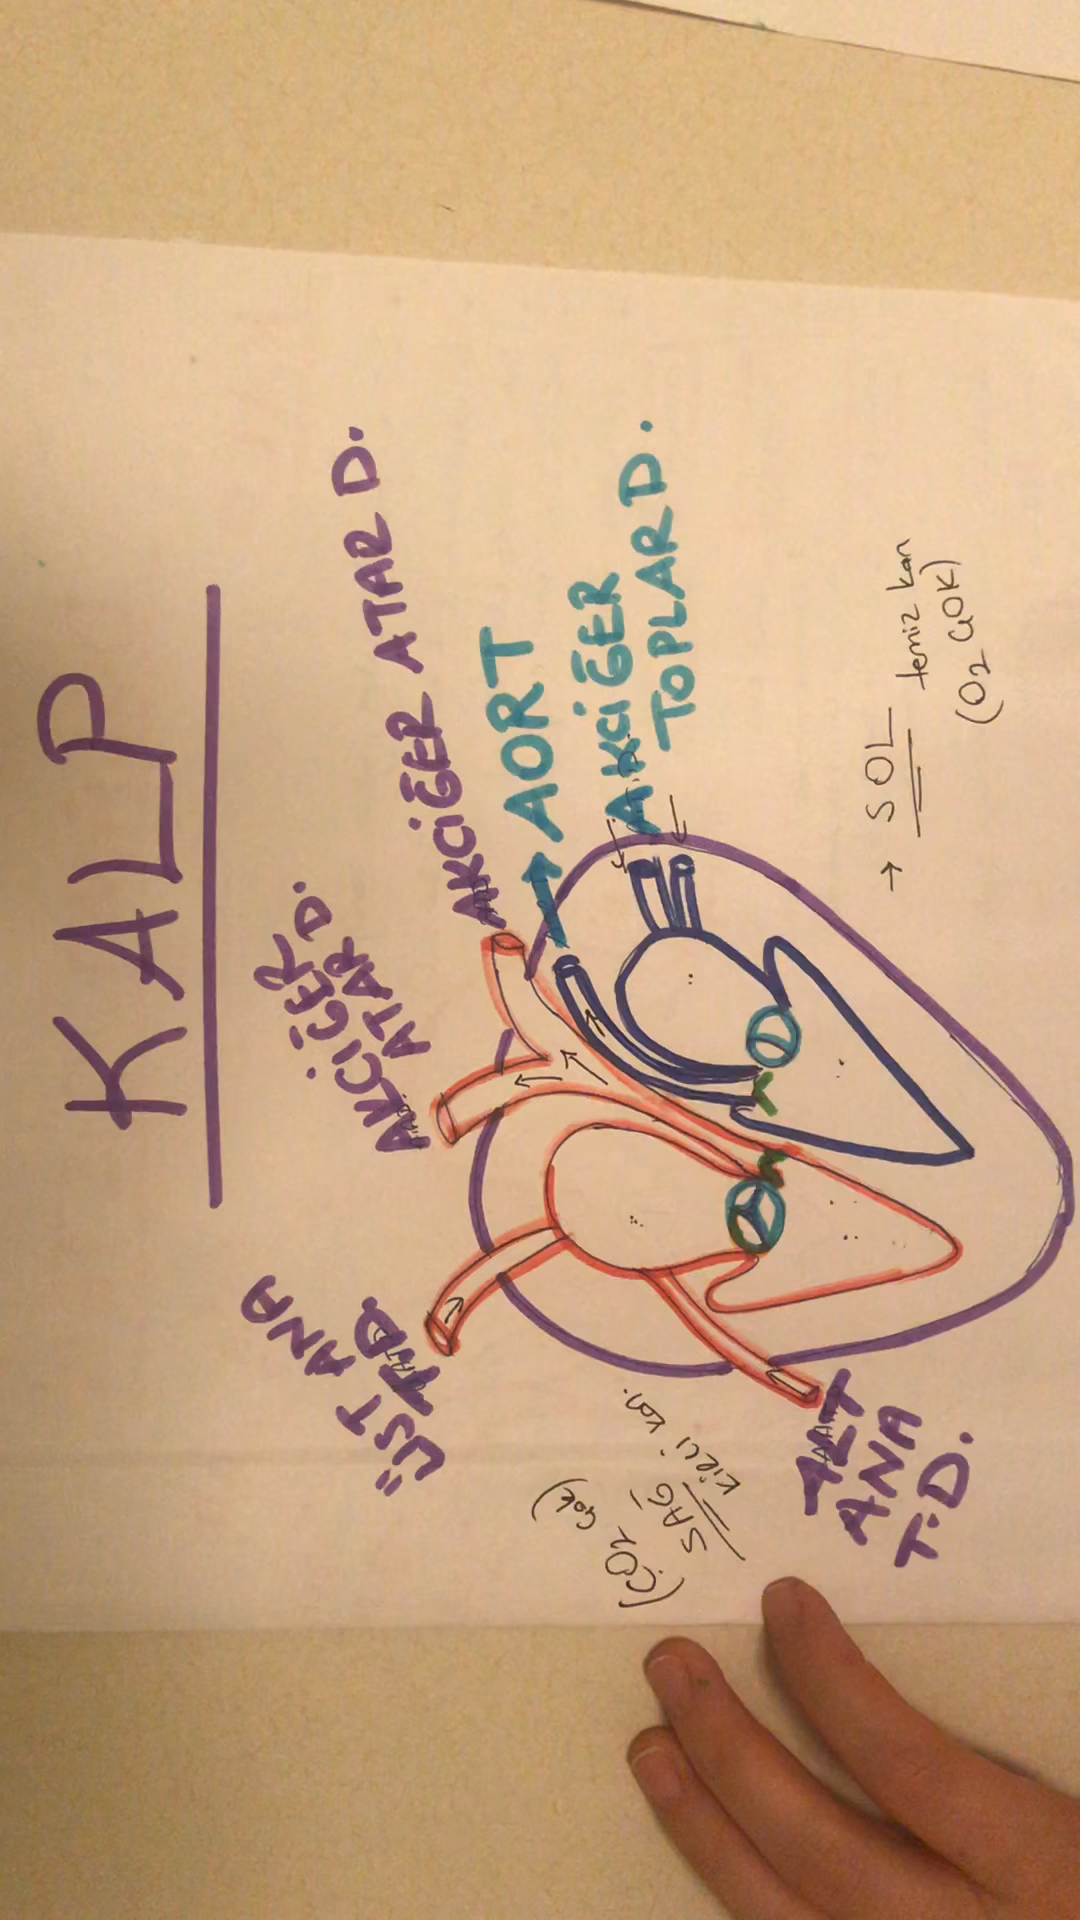 KALP
AKCİĞER
ATAR D.
AKCİĞER ATAR D.
ÜST ANA
T.D.
→ AORT
AKCİĞER
TOPLAR D.
(CO2 çok)
SAĞ
kirli kan.
ALT
ANA
T.D.
→ SOL temiz kan
(O2 ÇOK)